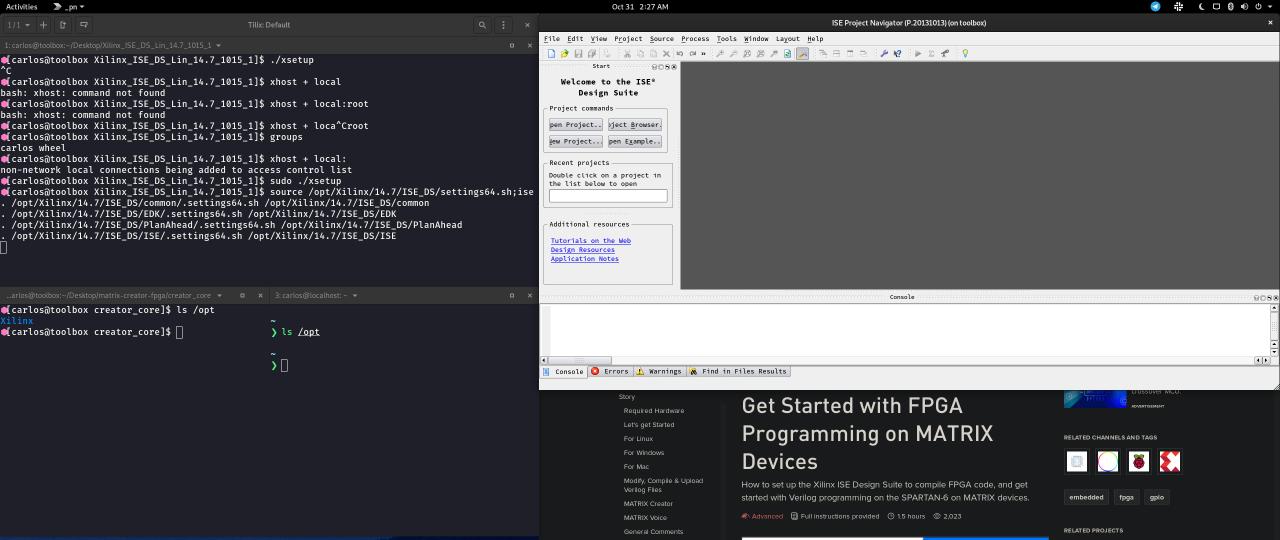 Activities
_pn
Oct 31 2:27 AM
1/1
Tilix: Default
1: carlos@toolbox:~/Desktop/Xilinx_ISE_DS_Lin_14.7_1015_1
[carlos@toolbox Xilinx_ISE_DS_Lin_14.7_1015_1]$ ./xsetup
^C
[carlos@toolbox Xilinx_ISE_DS_Lin_14.7_1015_1]$ xhost + local
bash: xhost: command not found
[carlos@toolbox Xilinx_ISE_DS_Lin_14.7_1015_1]$ xhost + local:root
bash: xhost: command not found
[carlos@toolbox Xilinx_ISE_DS_Lin_14.7_1015_1]$ xhost + loca^Croot
[carlos@toolbox Xilinx_ISE_DS_Lin_14.7_1015_1]$ groups
carlos wheel
[carlos@toolbox Xilinx_ISE_DS_Lin_14.7_1015_1]$ xhost + local:
non-network local connections being added to access control list
[carlos@toolbox Xilinx_ISE_DS_Lin_14.7_1015_1]$ sudo ./xsetup
[carlos@toolbox Xilinx_ISE_DS_Lin_14.7_1015_1]$ source /opt/Xilinx/14.7/ISE_DS/settings64.sh;ise
. /opt/Xilinx/14.7/ISE_DS/common/.settings64.sh /opt/Xilinx/14.7/ISE_DS/common
. /opt/Xilinx/14.7/ISE_DS/EDK/.settings64.sh /opt/Xilinx/14.7/ISE_DS/EDK
. /opt/Xilinx/14.7/ISE_DS/PlanAhead/.settings64.sh /opt/Xilinx/14.7/ISE_DS/PlanAhead
. /opt/Xilinx/14.7/ISE_DS/ISE/.settings64.sh /opt/Xilinx/14.7/ISE_DS/ISE
...arlos@toolbox:~/Desktop/matrix-creator-fpga/creator_core
[carlos@toolbox creator_core]$ ls /opt
Xilinx
[carlos@toolbox creator_core]$
3: carlos@localhost: ~
~
❯ ls /opt
~
❯
ISE Project Navigator (P.20131013) (on toolbox)
File Edit View Project Source Process Tools Window Layout Help
»
Start
Welcome to the ISE®
Design Suite
Project commands
pen Project.. ject Browser.
ew Project... pen Example..
Recent projects
Double click on a project in
the list below to open
Additional resources
Tutorials on the Web
Design Resources
Application Notes
Console
Console Errors Warnings Find in Files Results
Story
Required Hardware
Let's get Started
For Linux
For Windows
For Mac
Modify, Compile & Upload
Verilog Files
MATRIX Creator
MATRIX Voice
General Comments
Get Started with FPGA
Programming on MATRIX
Devices
How to set up the Xilinx ISE Design Suite to compile FPGA code, and get
started with Verilog programming on the SPARTAN-6 on MATRIX devices.
Advanced Full instructions provided 1.5 hours 2,023
crossover MCU.
ADVERTISEMENT
RELATED CHANNELS AND TAGS
embedded fpga gpio
RELATED PROJECTS